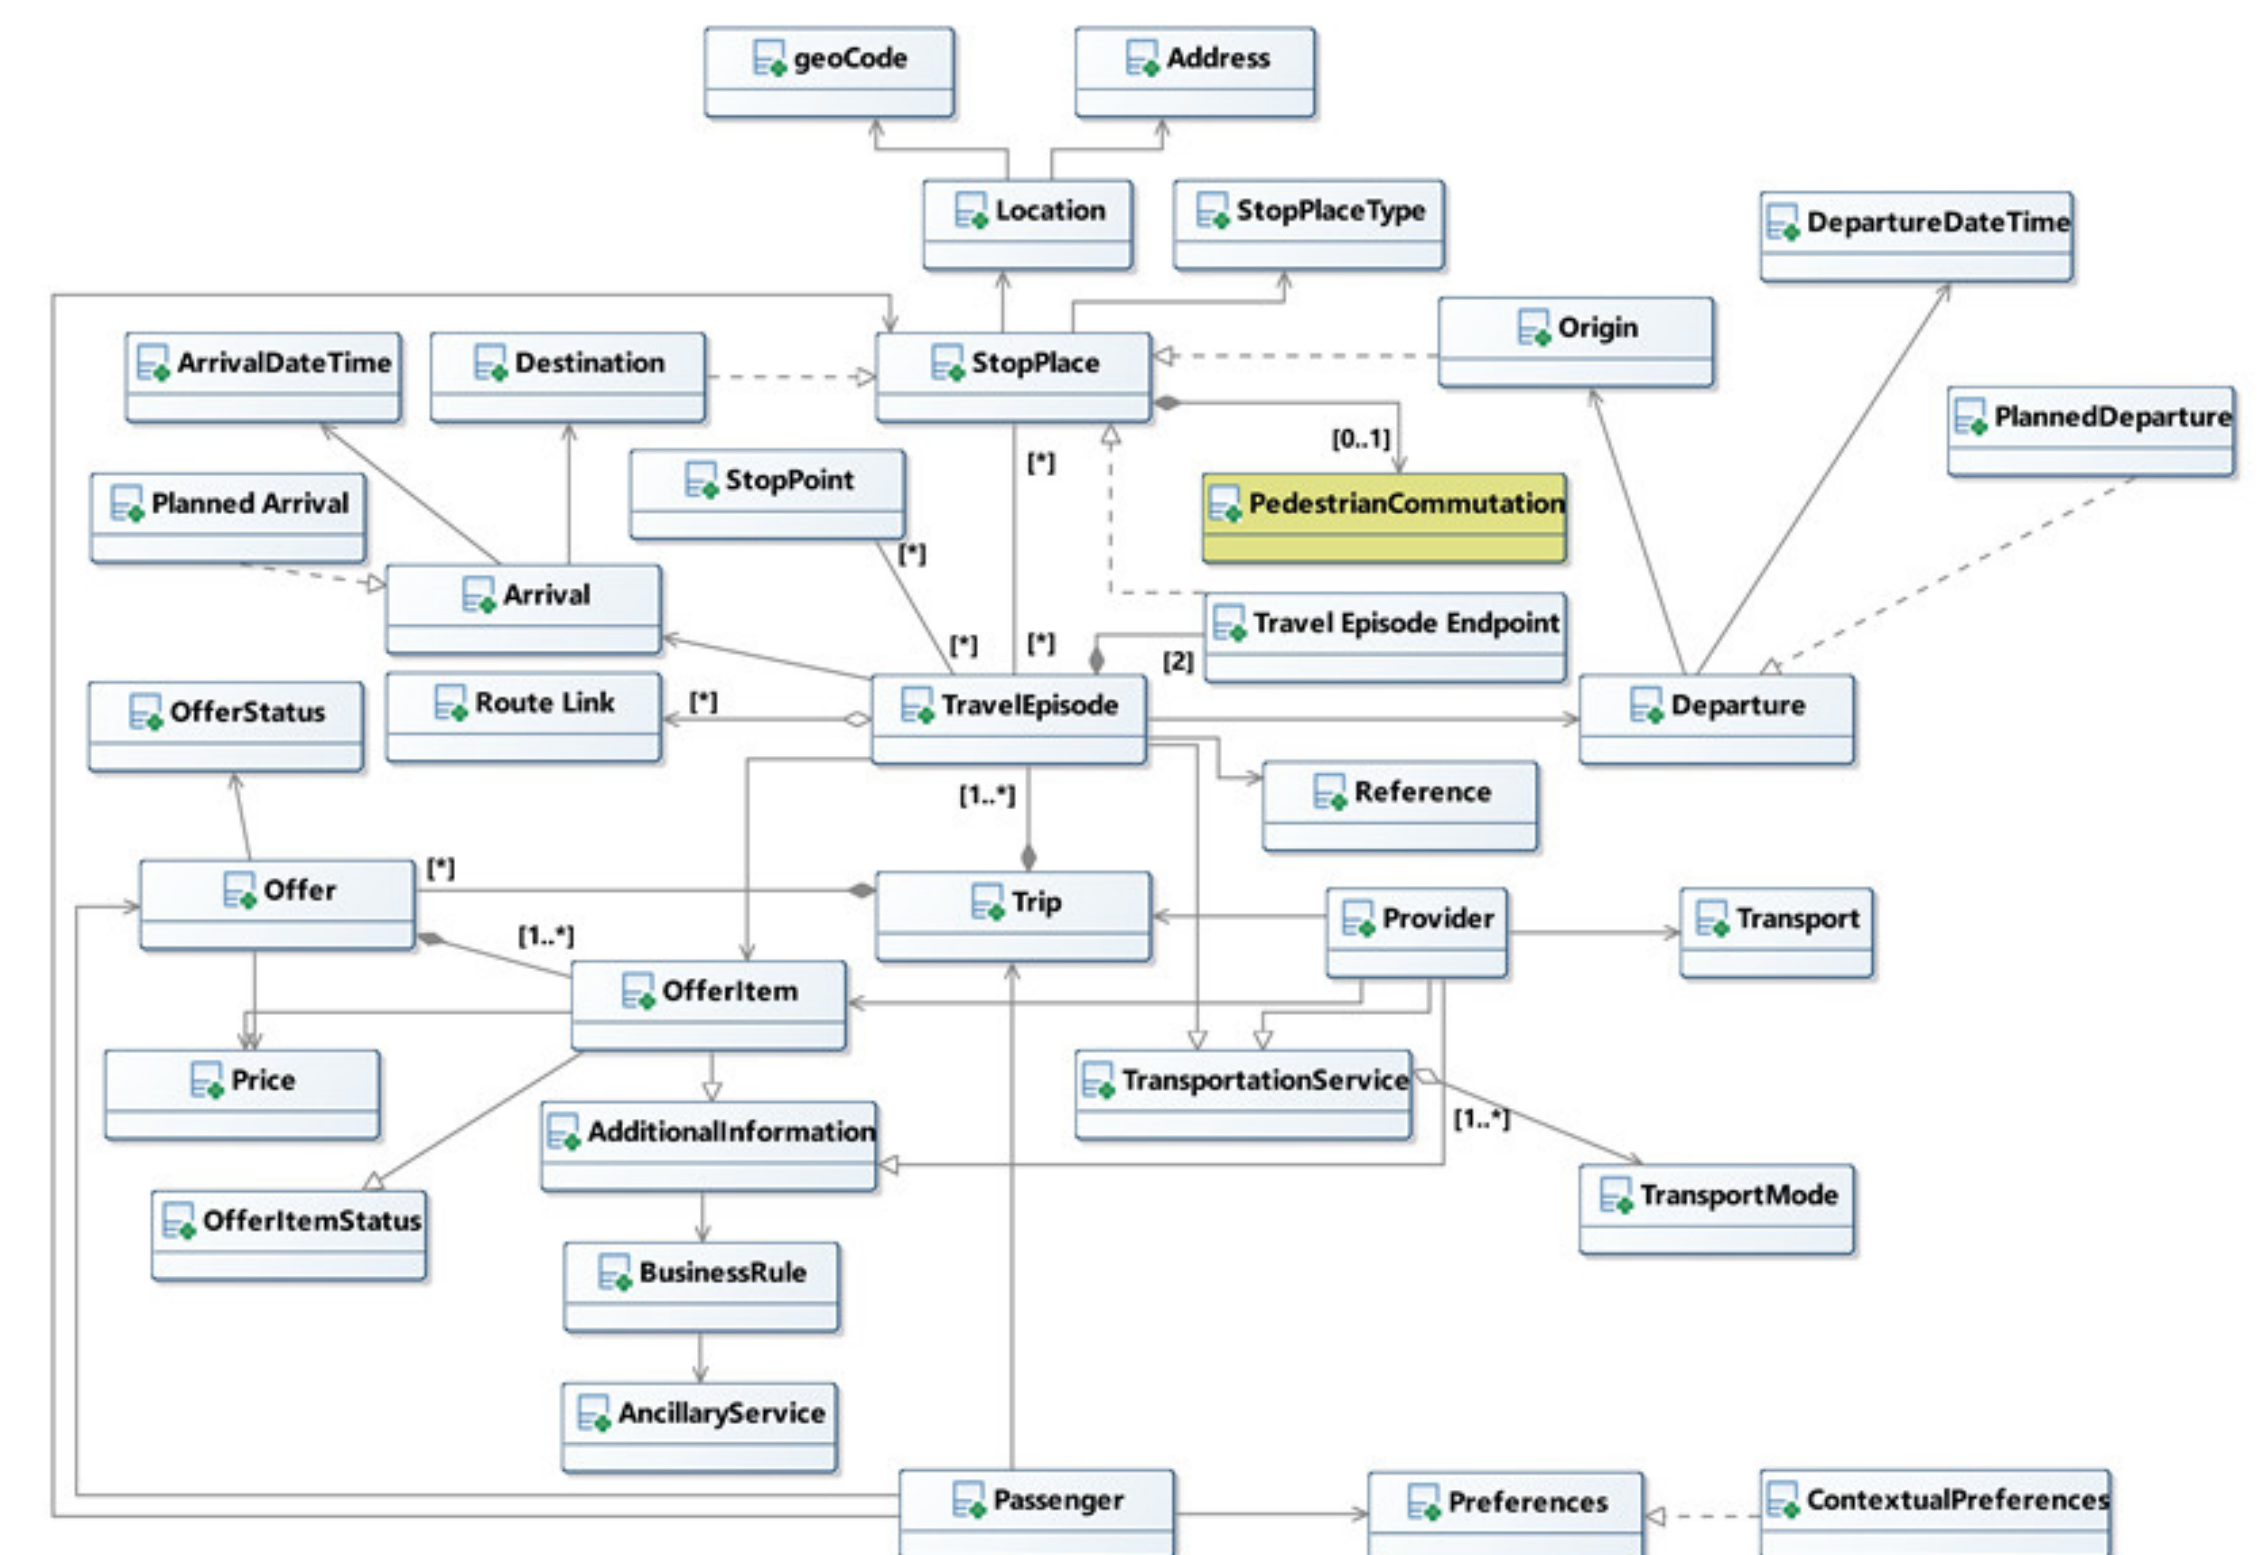 geoCode
Address
Location
StopPlaceType
DepartureDateTime
Origin
ArrivalDateTime
Destination
StopPlace
PlannedDeparture
[0..1]
[*]
StopPoint
PedestrianCommutation
Planned Arrival
[*]
Arrival
Travel Episode Endpoint
[*]
[*]
[2]
OfferStatus
Route Link
[*]
TravelEpisode
Departure
[1..*]
Reference
[*]
Offer
Trip
Provider
Transport
[1..*]
OfferItem
Price
TransportationService
[1..*]
AdditionalInformation
TransportMode
OfferItemStatus
BusinessRule
AncillaryService
Passenger
Preferences
ContextualPreferences